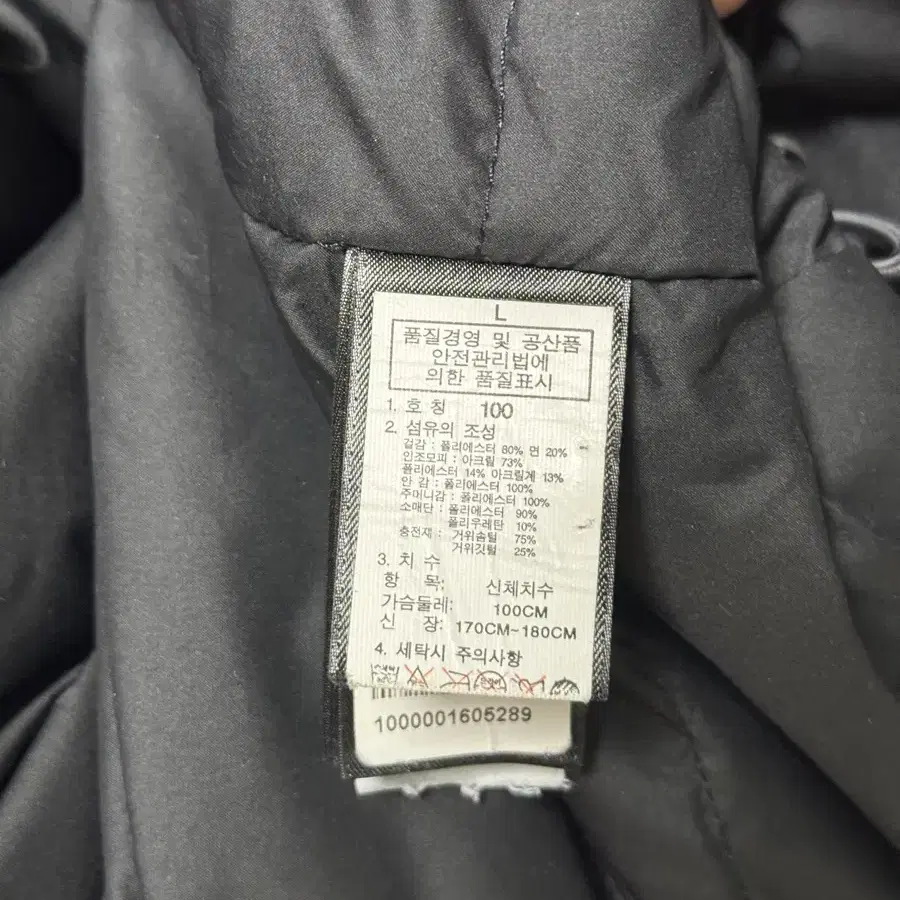 L
품질경영 및 공산품
안전관리법에
의한 품질표시
1. 호 칭 100
2. 섬유의 조성
겉감 : 폴리에스터 80% 면 20%
인조모피 : 아크릴 73%
폴리에스터 14% 아크릴계 13%
안 감 : 폴리에스터 100%
주머니감 : 폴리에스터 100%
소매단 : 폴리에스터 90%
폴리우레탄 10%
충전재 : 거위솜털 75%
거위깃털 25%
3. 치 수
항 목; 신체치수
가슴둘레: 100CM
신 장: 170CM~180CM
4. 세탁시 주의사항
1000001605289